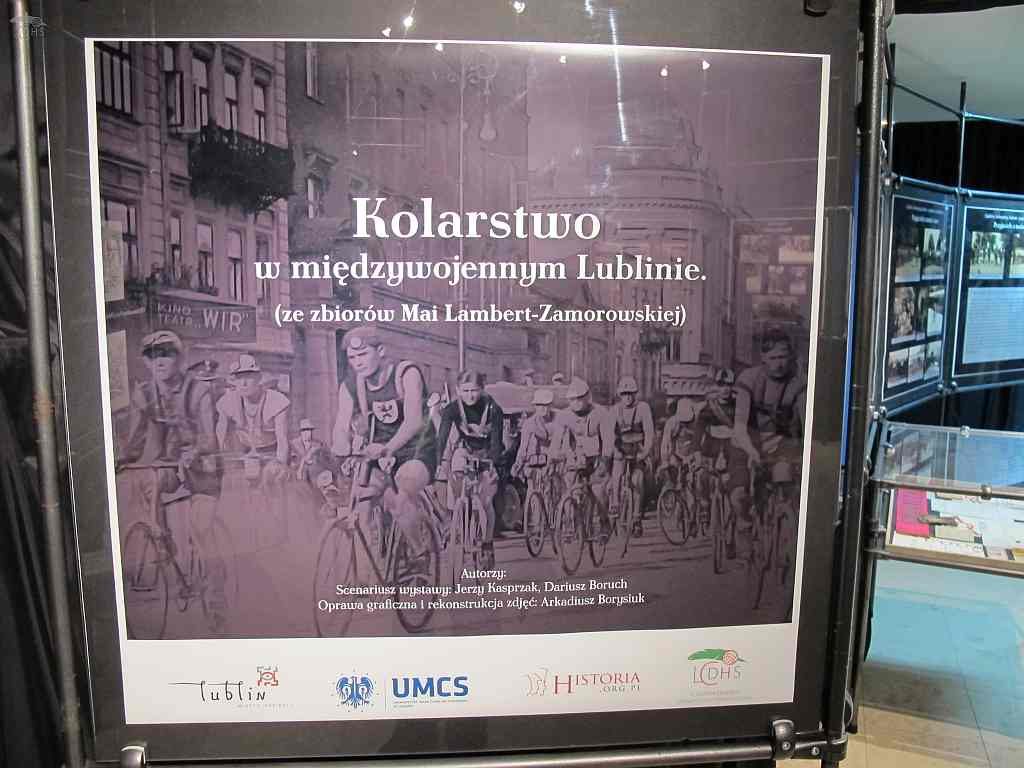 Kolarstwo
w międzywojennym Lublinie.
(ze zbiorów Mai Lambert-Zamorowskiej)
KINO
TEATR „WIR”
Autorzy:
Scenariusz wystawy: Jerzy Kasprzak, Dariusz Boruch
Oprawa graficzna i rekonstrukcja zdjęć: Arkadiusz Borysiuk
lublin
UMCS
HISTORIA
.ORG.PL
LCDHS